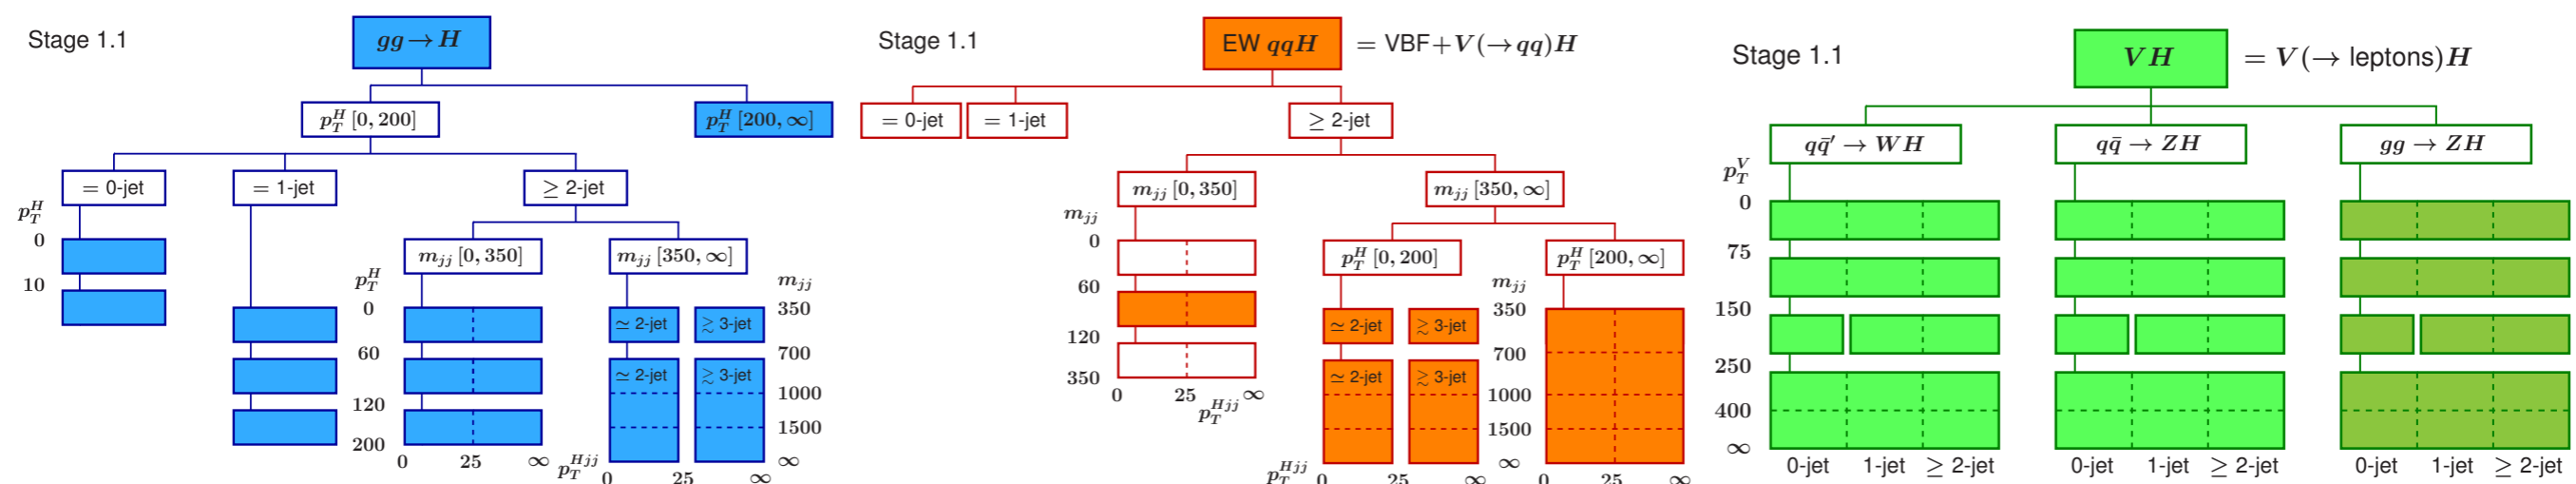 Stage 1.1
gg → H
p_T^H [0, 200]
p_T^H [200, ∞]
= 0-jet
= 1-jet
≥ 2-jet
p_T^H
0
10
m_jj [0, 350]
m_jj [350, ∞]
p_T^H
0
60
120
200
m_jj
350
700
1000
1500
∞
≃ 2-jet
≳ 3-jet
≃ 2-jet
≳ 3-jet
0 25 ∞
p_T^Hjj
0 25 ∞
Stage 1.1
EW qqH
= VBF+V(→ qq)H
= 0-jet
= 1-jet
≥ 2-jet
m_jj [0, 350]
m_jj [350, ∞]
m_jj
0
60
120
350
0 25 ∞
p_T^Hjj
p_T^H [0, 200]
p_T^H [200, ∞]
m_jj
350
700
1000
1500
∞
≃ 2-jet
≳ 3-jet
≃ 2-jet
≳ 3-jet
p_T^Hjj
0 25 ∞
0 25 ∞
Stage 1.1
VH
= V(→ leptons)H
qq̄′ → WH
qq̄ → ZH
gg → ZH
p_T^V
0
75
150
250
400
∞
0-jet 1-jet ≥ 2-jet
0-jet 1-jet ≥ 2-jet
0-jet 1-jet ≥ 2-jet